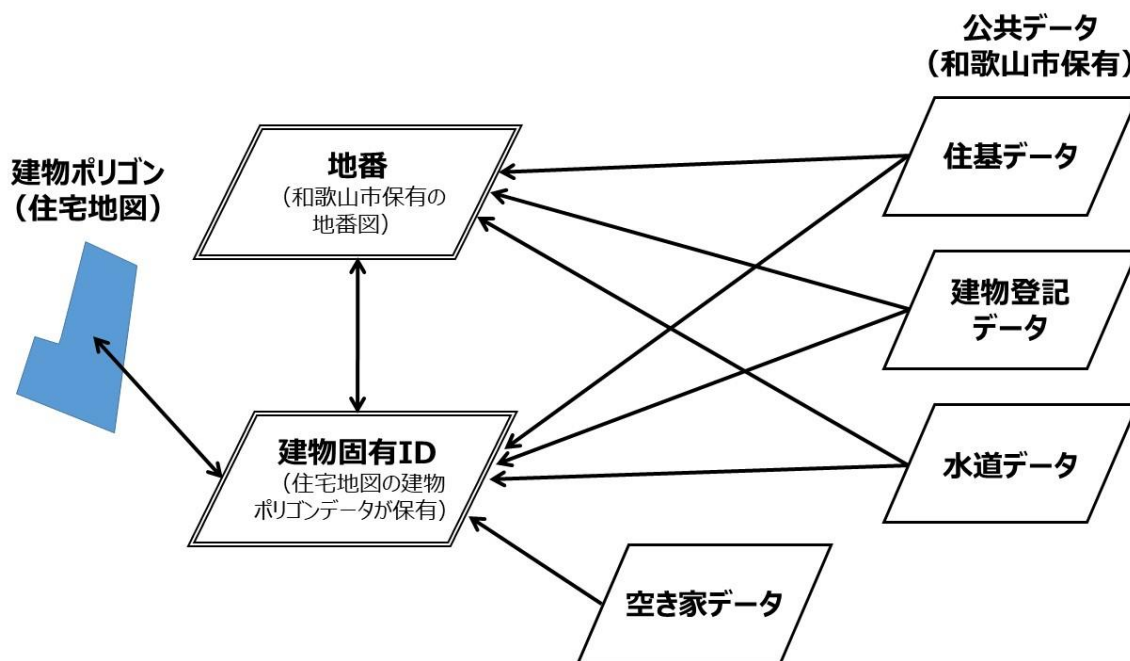 公共データ
（和歌山市保有）
住基データ
地番
（和歌山市保有の
地番図）
建物ポリゴン
（住宅地図）
建物登記
データ
建物固有ID
（住宅地図の建物
ポリゴンデータが保有）
水道データ
空き家データ